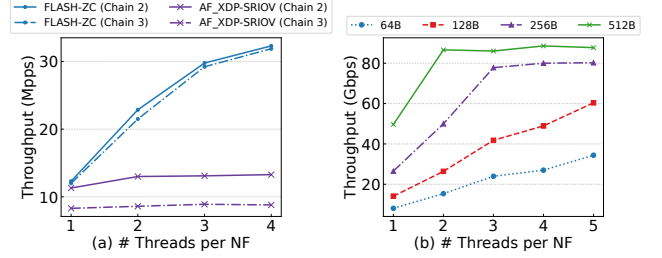 FLASH-ZC (Chain 2) AF_XDP-SRIOV (Chain 2)
FLASH-ZC (Chain 3) AF_XDP-SRIOV (Chain 3)
Throughput (Mpps)
30
20
10
1 2 3 4
(a) # Threads per NF
64B 128B 256B 512B
Throughput (Gbps)
80
60
40
20
1 2 3 4 5
(b) # Threads per NF